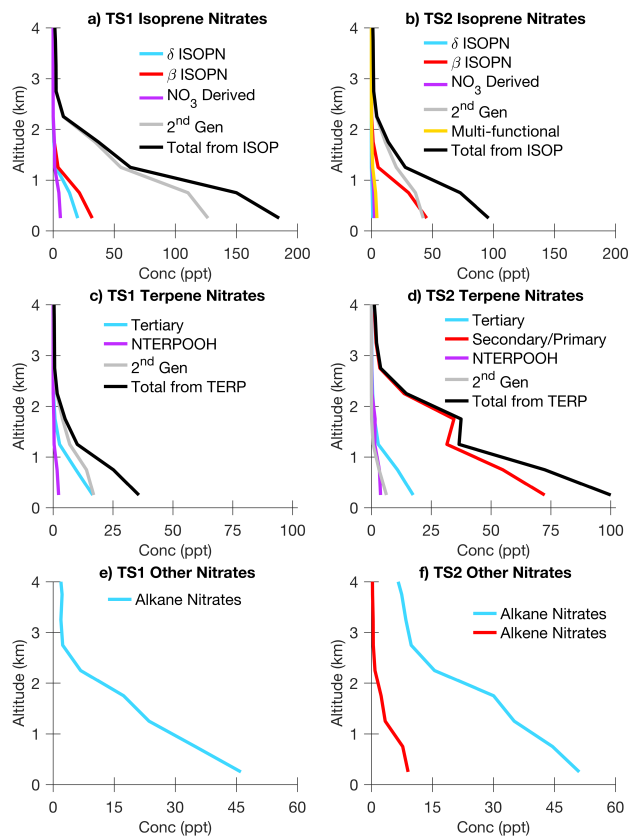 a) TS1 Isoprene Nitrates
4
3
2
1
0
Altitude (km)
δ ISOPN
β ISOPN
NO3 Derived
2nd Gen
Total from ISOP
0 50 100 150 200
Conc (ppt)
b) TS2 Isoprene Nitrates
4
3
2
1
0
Altitude (km)
δ ISOPN
β ISOPN
NO3 Derived
2nd Gen
Multi-functional
Total from ISOP
0 50 100 150 200
Conc (ppt)
c) TS1 Terpene Nitrates
4
3
2
1
0
Altitude (km)
Tertiary
NTERPOOH
2nd Gen
Total from TERP
0 25 50 75 100
Conc (ppt)
d) TS2 Terpene Nitrates
4
3
2
1
0
Altitude (km)
Tertiary
Secondary/Primary
NTERPOOH
2nd Gen
Total from TERP
0 25 50 75 100
Conc (ppt)
e) TS1 Other Nitrates
4
3
2
1
0
Altitude (km)
Alkane Nitrates
0 15 30 45 60
Conc (ppt)
f) TS2 Other Nitrates
4
3
2
1
0
Altitude (km)
Alkane Nitrates
Alkene Nitrates
0 15 30 45 60
Conc (ppt)